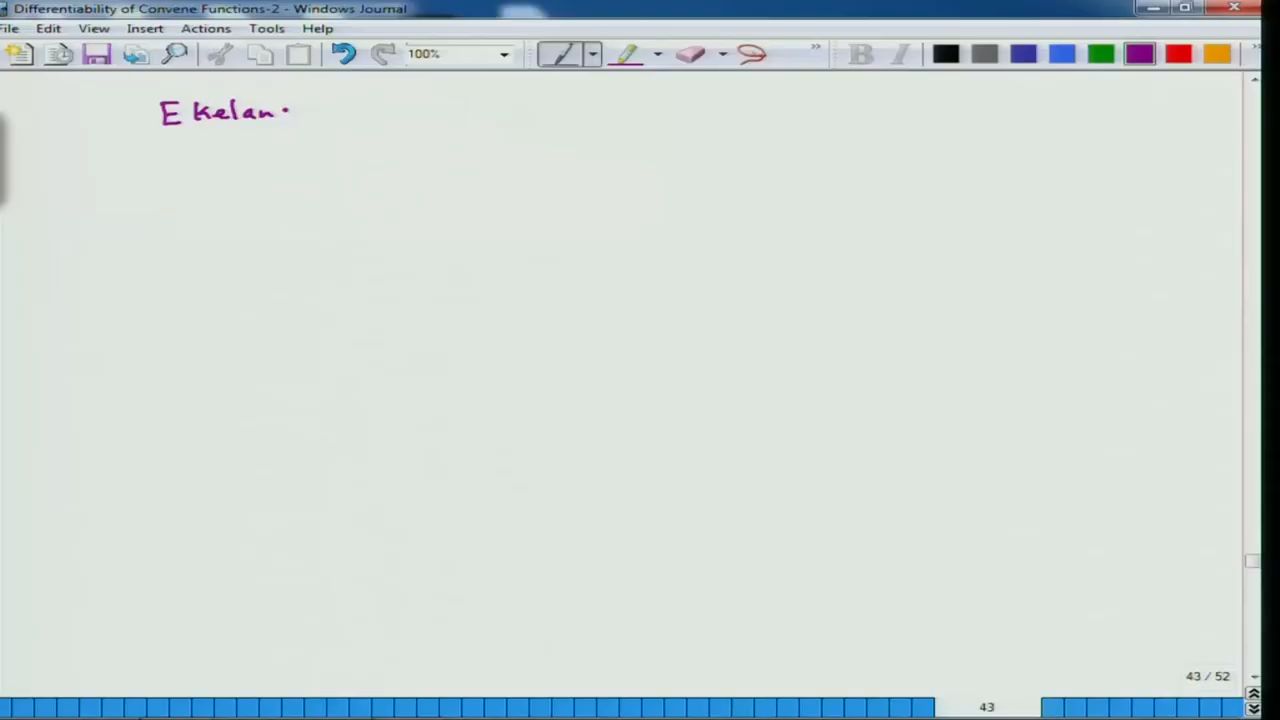 Differentiability of Convene Functions-2 - Windows Journal
File Edit View Insert Actions Tools Help
100% B I
Ekelan
43 / 52
43